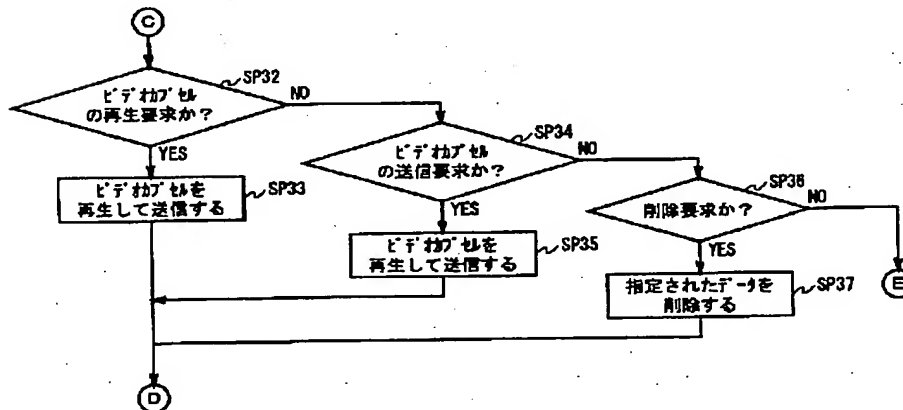 C
SP32
ビデオカプセル
の再生要求か?
NO
YES
SP34
ビデオカプセル
の送信要求か?
NO
YES
SP36
削除要求か?
NO
YES
ビデオカプセルを
再生して送信する
SP33
ビデオカプセルを
再生して送信する
SP35
指定されたデータを
削除する
SP37
E
D